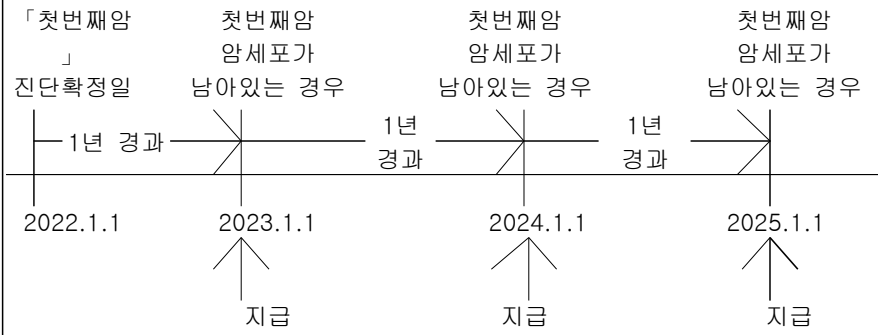 「첫번째암
」
진단확정일
첫번째암
암세포가
남아있는 경우
첫번째암
암세포가
남아있는 경우
첫번째암
암세포가
남아있는 경우
1년 경과
1년
경과
1년
경과
2022.1.1
2023.1.1
2024.1.1
2025.1.1
지급
지급
지급